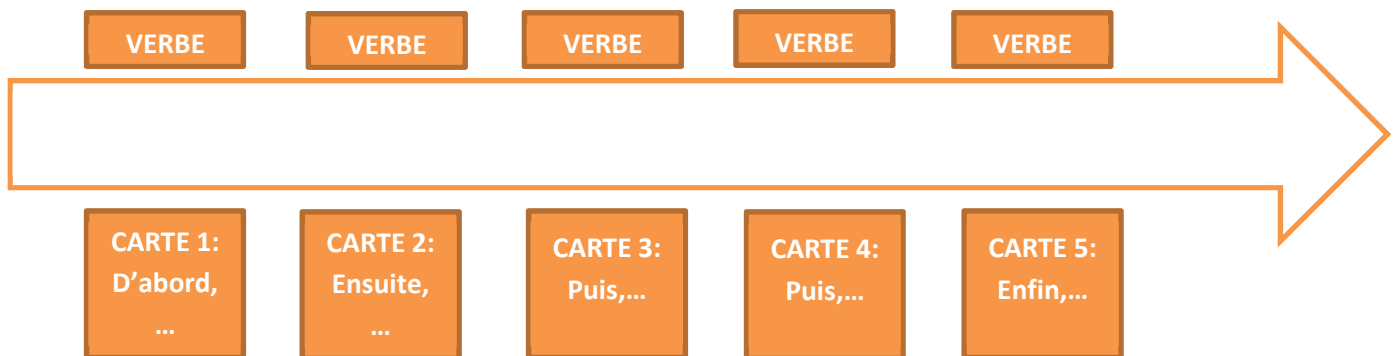 VERBE
VERBE
VERBE
VERBE
VERBE
CARTE 1:
D’abord,
…
CARTE 2:
Ensuite,
…
CARTE 3:
Puis,…
CARTE 4:
Puis,…
CARTE 5:
Enfin,…